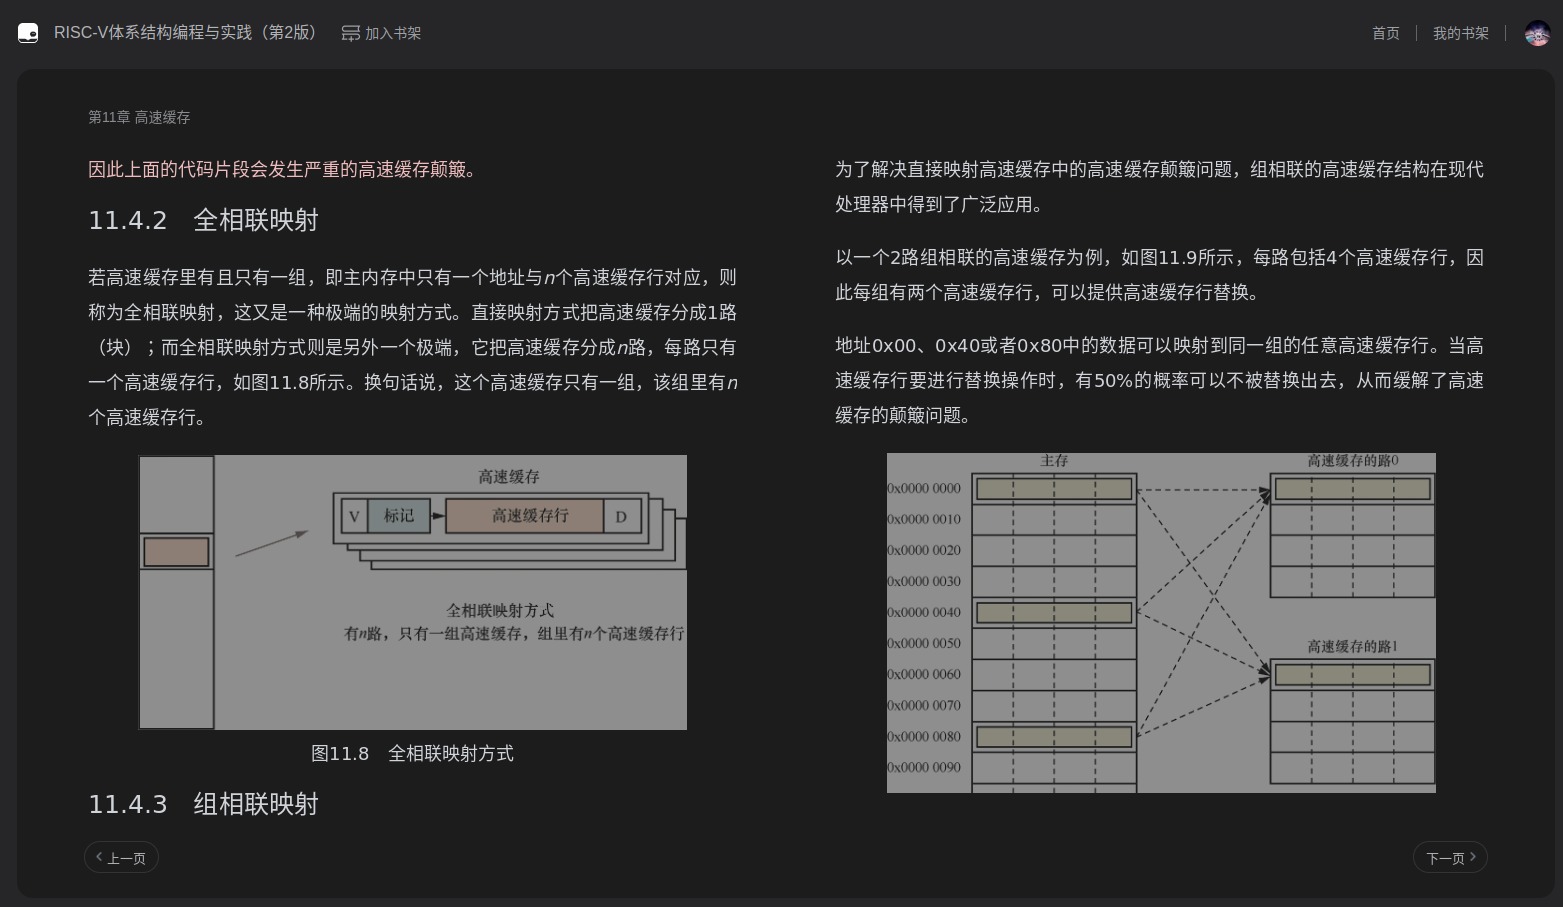 RISC-V体系结构编程与实践（第2版）
加入书架
首页
我的书架
第11章 高速缓存
因此上面的代码片段会发生严重的高速缓存颠簸。
11.4.2 全相联映射
若高速缓存里有且只有一组，即主内存中只有一个地址与n个高速缓存行对应，则
称为全相联映射，这又是一种极端的映射方式。直接映射方式把高速缓存分成1路
（块）；而全相联映射方式则是另外一个极端，它把高速缓存分成n路，每路只有
一个高速缓存行，如图11.8所示。换句话说，这个高速缓存只有一组，该组里有n
个高速缓存行。
高速缓存
V
标记
高速缓存行
D
全相联映射方式
有n路，只有一组高速缓存，组里有n个高速缓存行
图11.8 全相联映射方式
11.4.3 组相联映射
上一页
为了解决直接映射高速缓存中的高速缓存颠簸问题，组相联的高速缓存结构在现代
处理器中得到了广泛应用。
以一个2路组相联的高速缓存为例，如图11.9所示，每路包括4个高速缓存行，因
此每组有两个高速缓存行，可以提供高速缓存行替换。
地址0x00、0x40或者0x80中的数据可以映射到同一组的任意高速缓存行。当高
速缓存行要进行替换操作时，有50%的概率可以不被替换出去，从而缓解了高速
缓存的颠簸问题。
主存
高速缓存的路0
0x0000 0000
0x0000 0010
0x0000 0020
0x0000 0030
0x0000 0040
0x0000 0050
高速缓存的路1
0x0000 0060
0x0000 0070
0x0000 0080
0x0000 0090
下一页